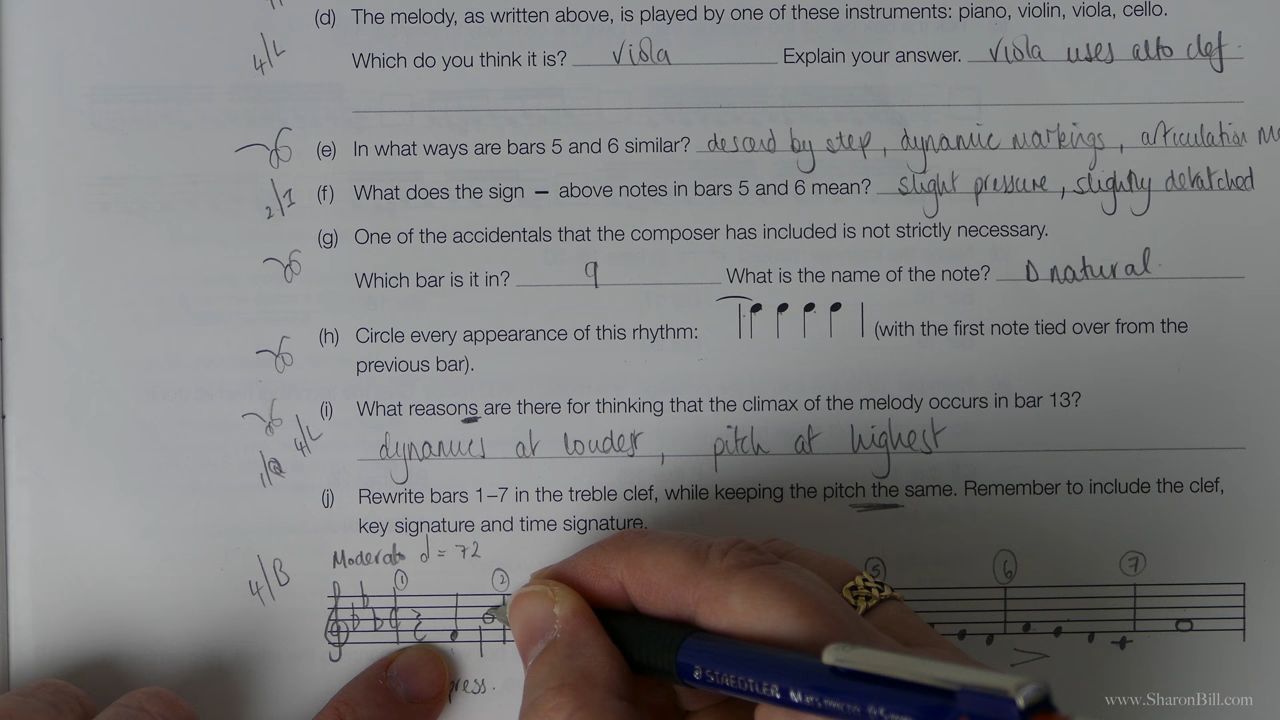 (d) The melody, as written above, is played by one of these instruments: piano, violin, viola, cello.
4/L Which do you think it is? viola Explain your answer. viola uses alto clef.
(e) In what ways are bars 5 and 6 similar? descend by step, dynamic markings, articulation
2/1 (f) What does the sign – above notes in bars 5 and 6 mean? slight pressure, slightly detatched
(g) One of the accidentals that the composer has included is not strictly necessary.
Which bar is it in? 9 What is the name of the note? D natural.
(h) Circle every appearance of this rhythm: (with the first note tied over from the
previous bar).
(i) What reasons are there for thinking that the climax of the melody occurs in bar 13?
4/L dynamics at loudest, pitch at highest
(j) Rewrite bars 1–7 in the treble clef, while keeping the pitch the same. Remember to include the clef,
key signature and time signature.
4/B Moderato = 72
1 2 5 6 7
press.
STAEDTLER
www.SharonBill.com